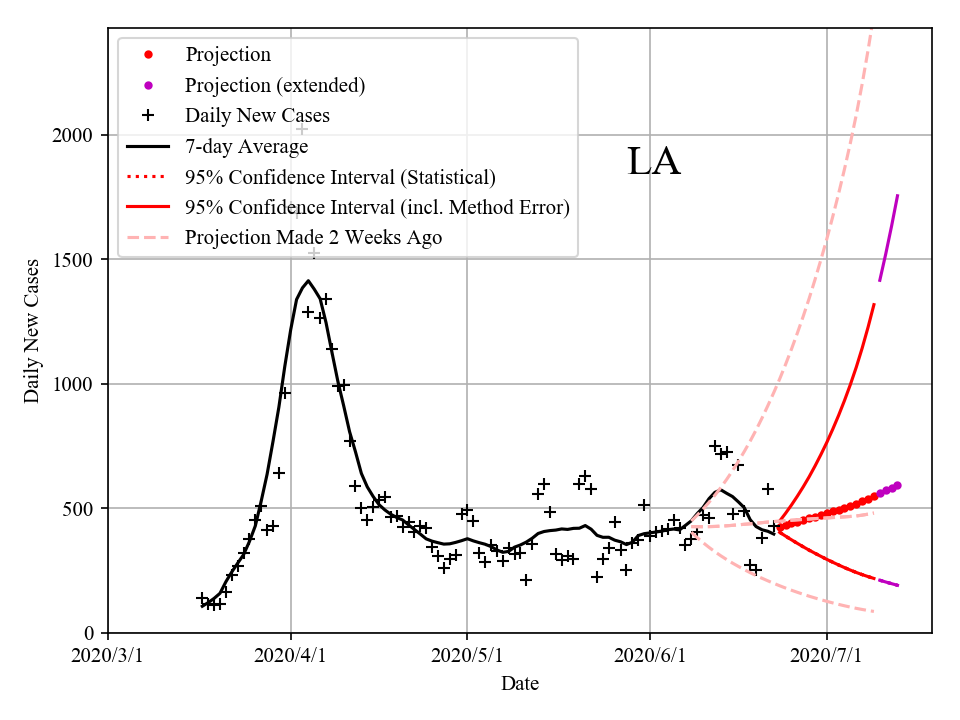 Projection
Projection (extended)
Daily New Cases
7-day Average
95% Confidence Interval (Statistical)
95% Confidence Interval (incl. Method Error)
Projection Made 2 Weeks Ago
LA
2000
1500
1000
500
0
Daily New Cases
2020/3/1 2020/4/1 2020/5/1 2020/6/1 2020/7/1
Date